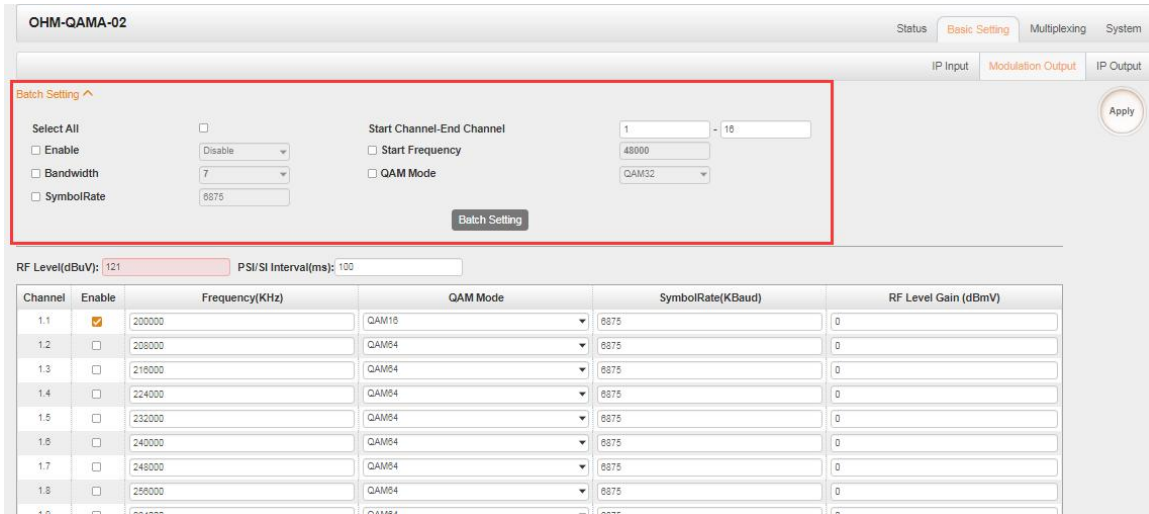 OHM-QAMA-02
Status Basic Setting Multiplexing System
IP Input Modulation Output IP Output
Batch Setting
Apply
Select All Start Channel-End Channel 1 - 16
Enable Disable Start Frequency 48000
Bandwidth 7 QAM Mode QAM32
SymbolRate 6875
Batch Setting
RF Level(dBuV): 121 PSI/SI Interval(ms): 100
Channel Enable Frequency(KHz) QAM Mode SymbolRate(KBaud) RF Level Gain (dBmV)
1.1 200000 QAM16 6875 0
1.2 208000 QAM64 6875 0
1.3 216000 QAM64 6875 0
1.4 224000 QAM64 6875 0
1.5 232000 QAM64 6875 0
1.6 240000 QAM64 6875 0
1.7 248000 QAM64 6875 0
1.8 256000 QAM64 6875 0